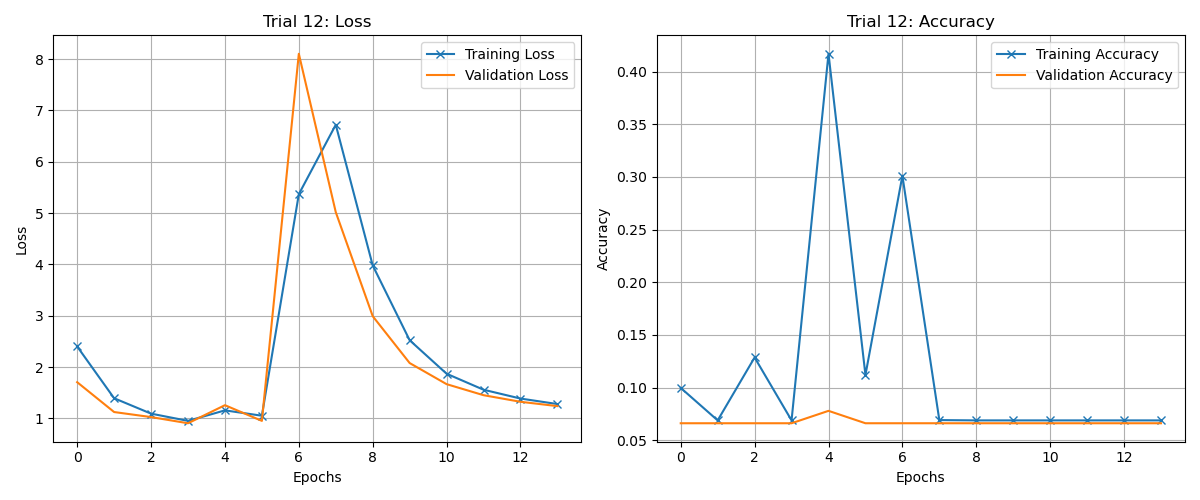 Trial 12: Loss
Loss
8
7
6
5
4
3
2
1
Training Loss
Validation Loss
0 2 4 6 8 10 12
Epochs
Trial 12: Accuracy
Accuracy
0.40
0.35
0.30
0.25
0.20
0.15
0.10
0.05
Training Accuracy
Validation Accuracy
0 2 4 6 8 10 12
Epochs